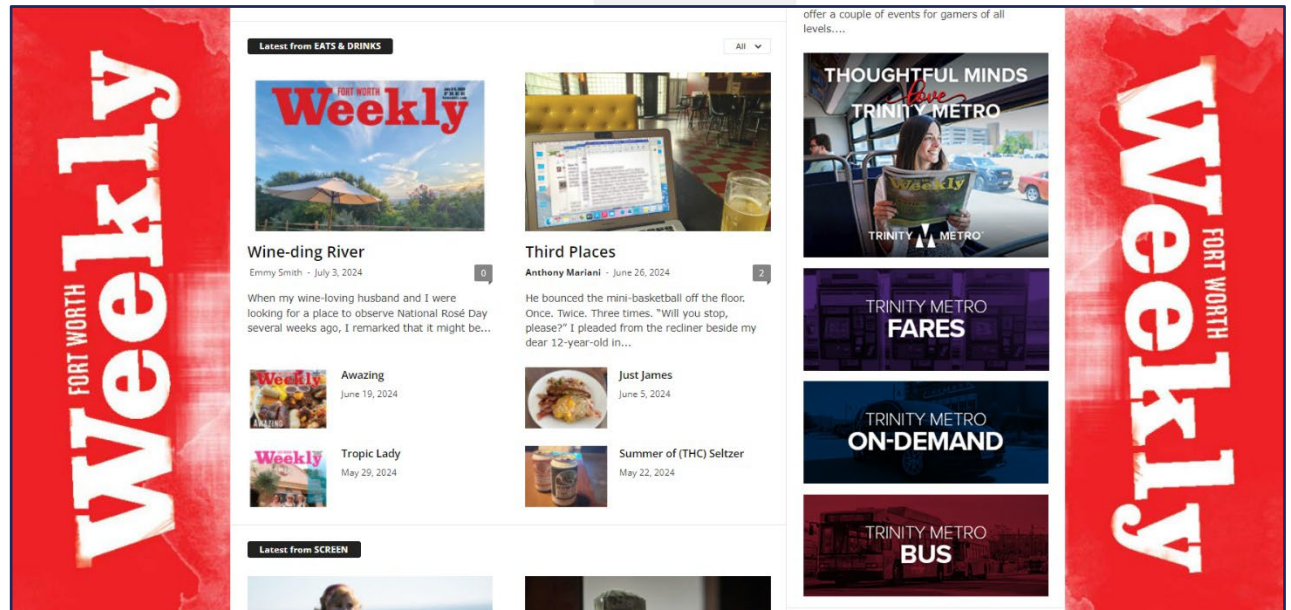 FORT WORTH
Weekly
Latest from EATS & DRINKS
All
FORT WORTH
Weekly
FREE
Wine-ding River
Emmy Smith - July 3, 2024
0
When my wine-loving husband and I were
looking for a place to observe National Rosé Day
several weeks ago, I remarked that it might be...
Third Places
Anthony Mariani - June 26, 2024
2
He bounced the mini-basketball off the floor.
Once. Twice. Three times. “Will you stop,
please?” I pleaded from the recliner beside my
dear 12-year-old in...
Weekly
AWAZING
Awazing
June 19, 2024
Just James
June 5, 2024
Weekly
Tropic Lady
May 29, 2024
Summer of (THC) Seltzer
May 22, 2024
Latest from SCREEN
offer a couple of events for gamers of all
levels....
THOUGHTFUL MINDS
love
TRINITY METRO
Weekly
TRINITY METRO
TRINITY METRO
FARES
TRINITY METRO
ON-DEMAND
TRINITY METRO
BUS
FORT WORTH
Weekly